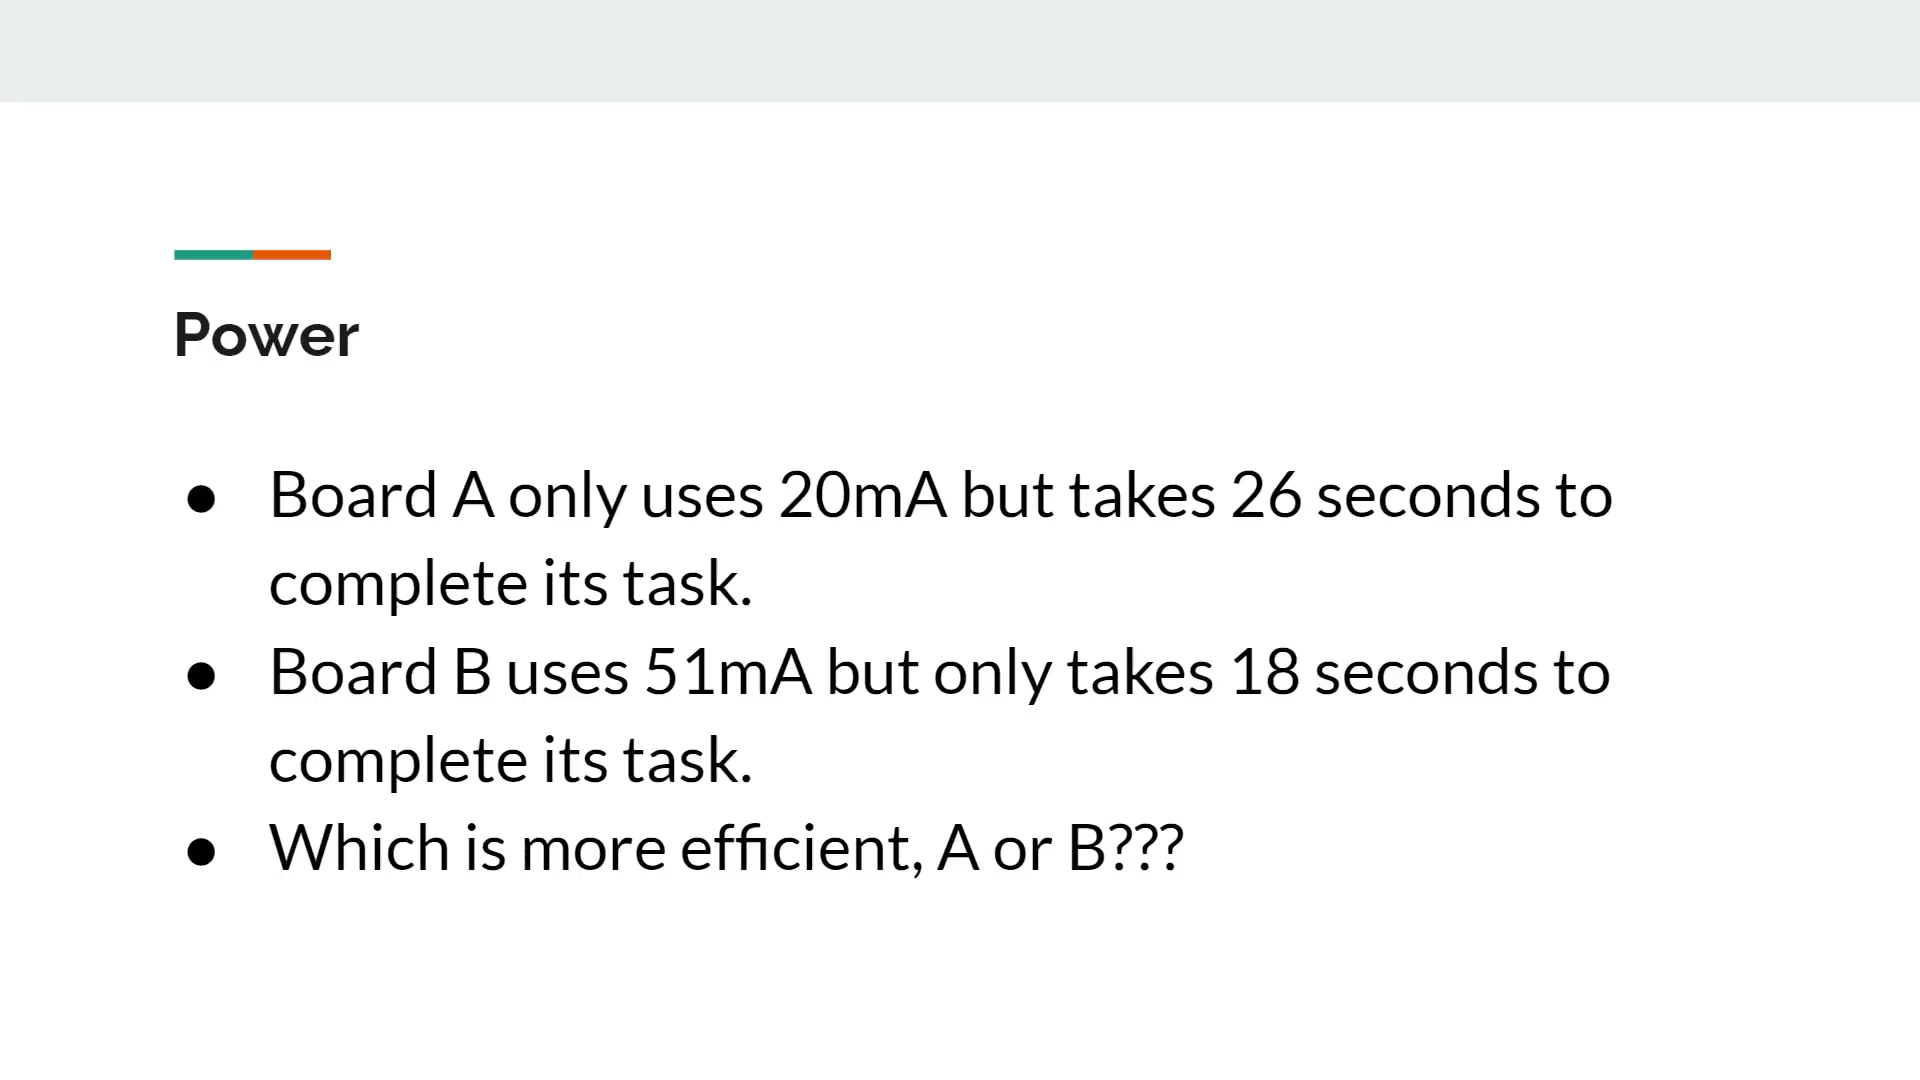 Power
● Board A only uses 20mA but takes 26 seconds to
complete its task.
● Board B uses 51mA but only takes 18 seconds to
complete its task.
● Which is more efficient, A or B???